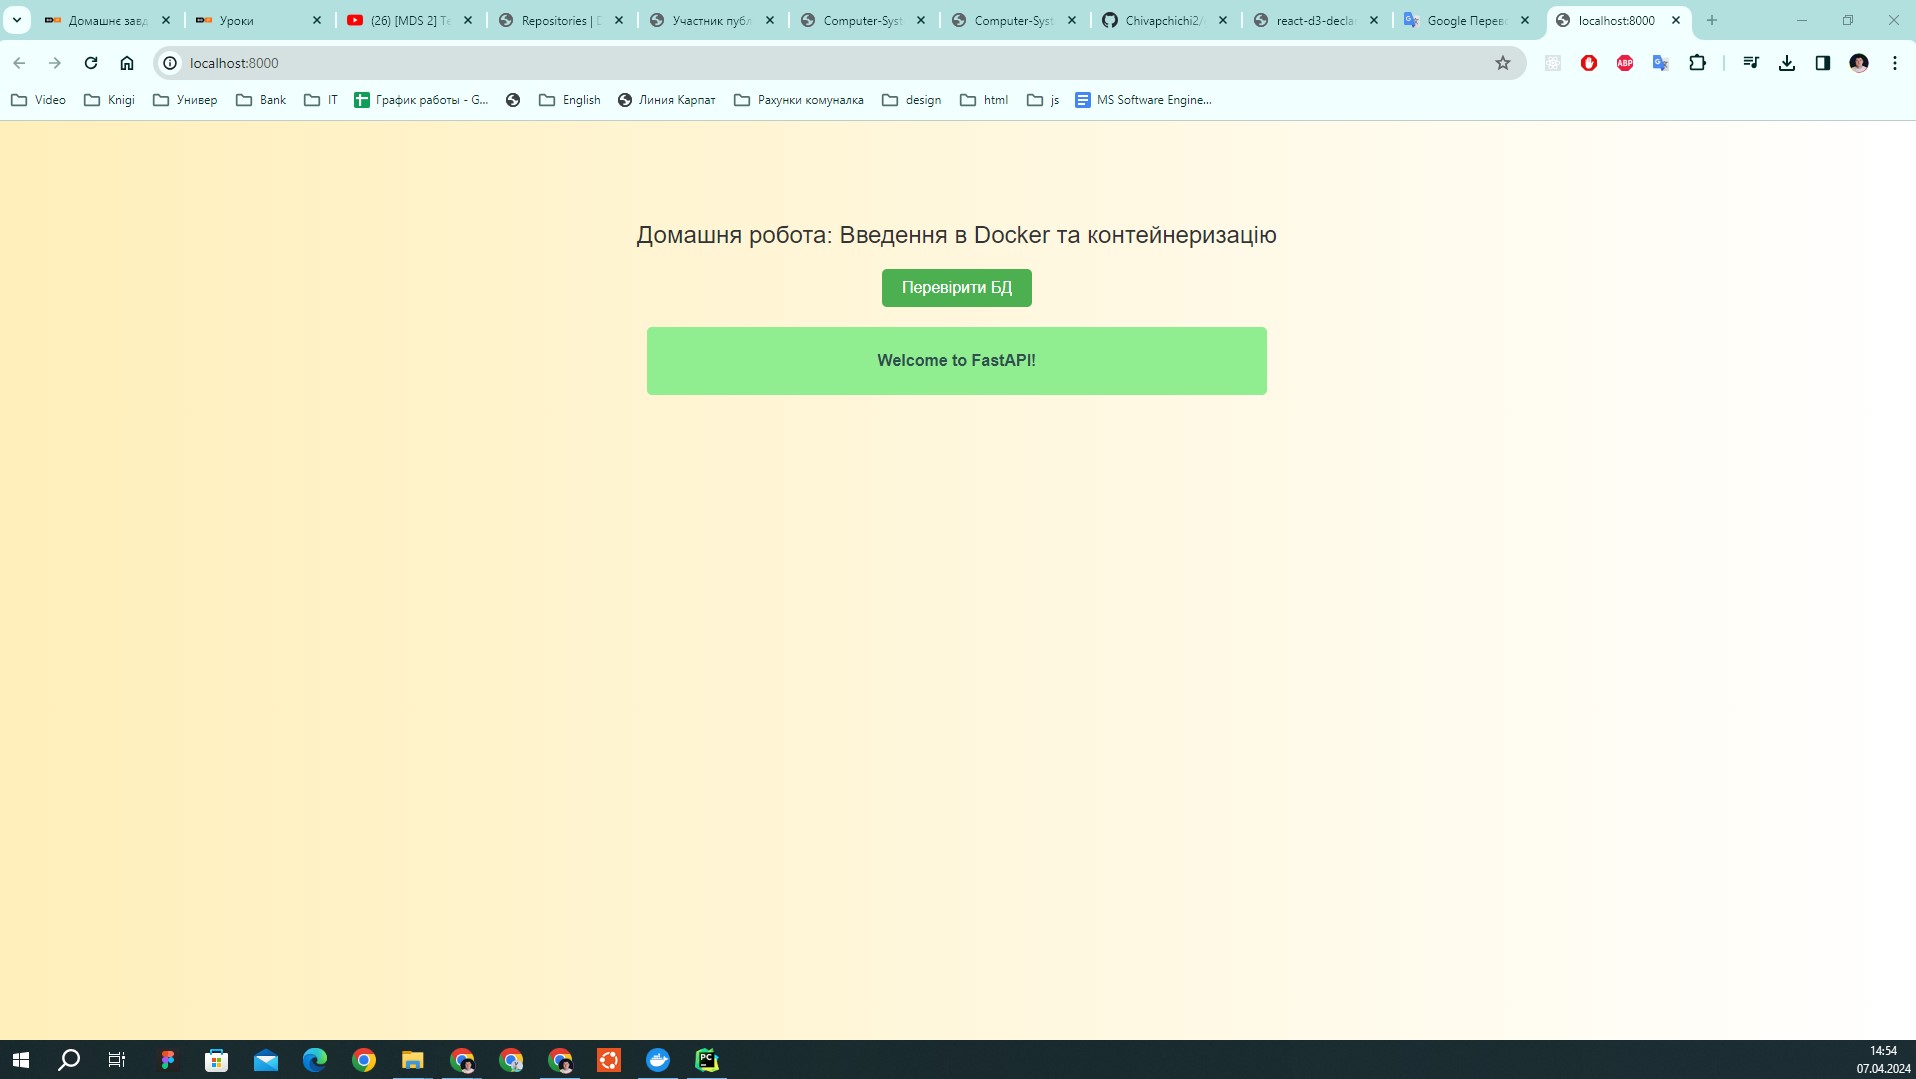 Домашнє завд
Уроки
(26) [MDS 2] Te
Repositories | D
Участник публ
Computer-Syst
Computer-Syst
Chivapchichi2/
react-d3-decla
Google Перево
localhost:8000
localhost:8000
Video
Knigi
Универ
Bank
IT
График работы - G...
English
Линия Карпат
Рахунки комуналка
design
html
js
MS Software Engine...
Домашня робота: Введення в Docker та контейнеризацію
Перевірити БД
Welcome to FastAPI!
14:54
07.04.2024